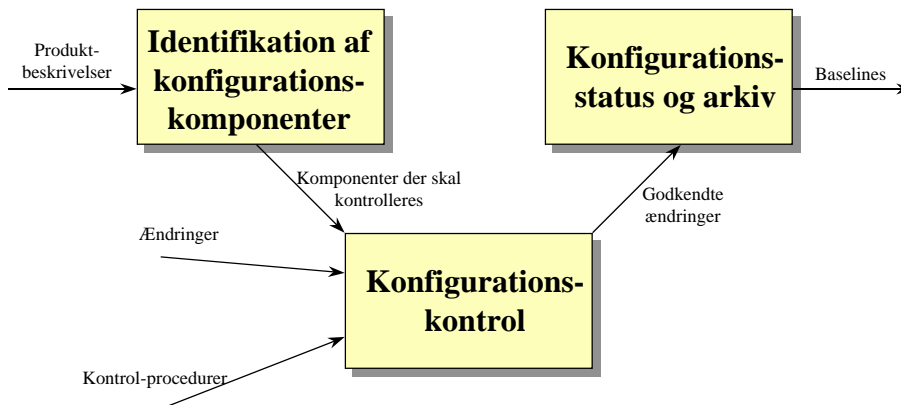 Produkt-
beskrivelser
Identifikation af
konfigurations-
komponenter
Konfigurations-
status og arkiv
Baselines
Komponenter der skal
kontrolleres
Godkendte
ændringer
Ændringer
Konfigurations-
kontrol
Kontrol-procedurer